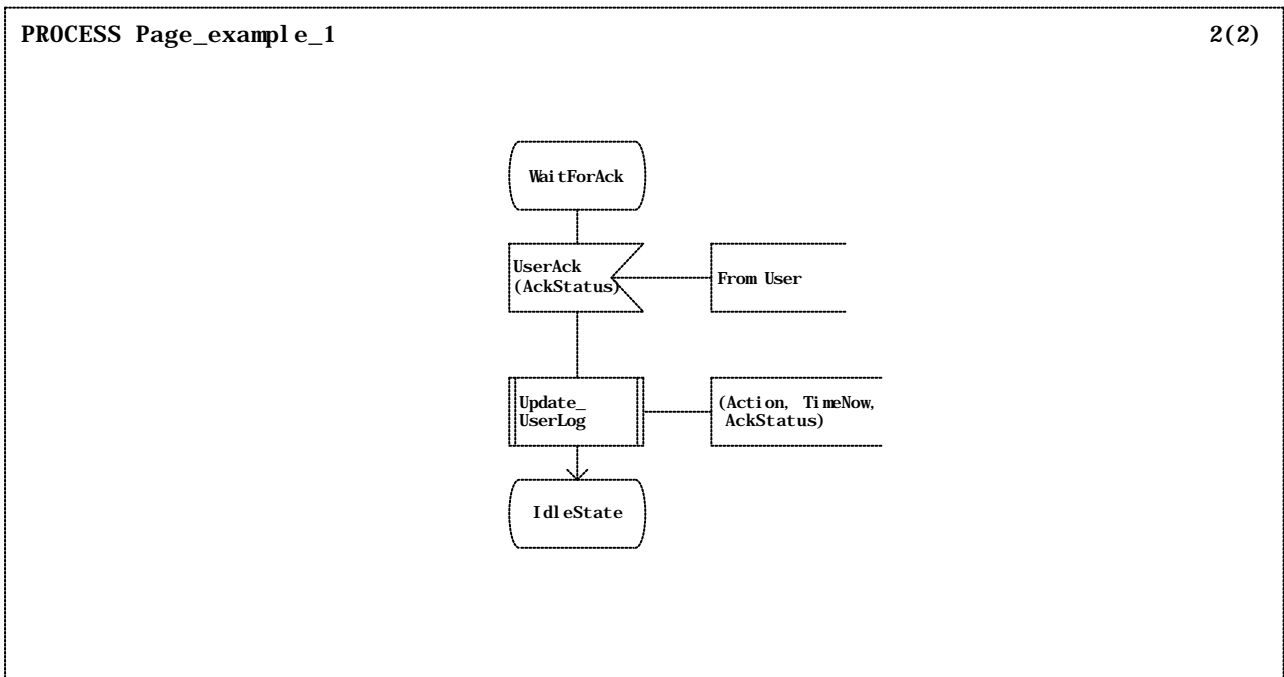 PROCESS Page_example_1
2(2)
WaitForAck
UserAck
(AckStatus)
From User
Update_
UserLog
(Action, TimeNow,
AckStatus)
IdleState